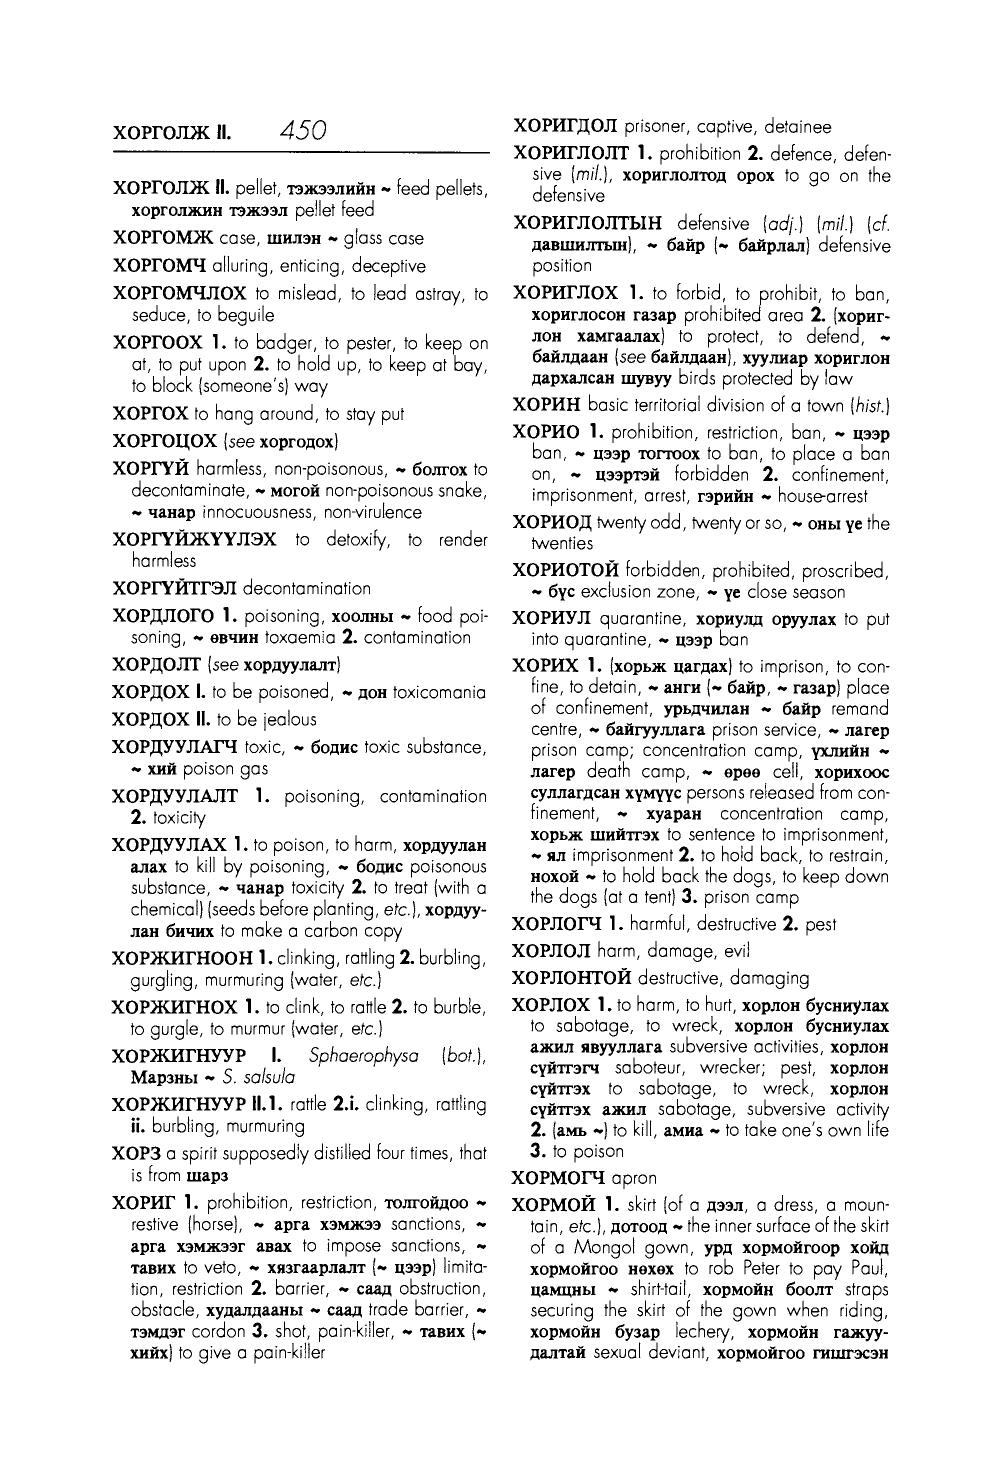 ХОРГОЛЖ II. 450
ХОРГОЛЖ II. pellet, тэжээлийн ~ feed pellets,
хорголжин тэжээл pellet feed
ХОРГОМЖ case, шилэн ~ glass case
ХОРГОМЧ alluring, enticing, deceptive
ХОРГОМЧЛОХ to mislead, to lead astray, to
seduce, to beguile
ХОРГООХ 1. to badger, to pester, to keep on
at, to put upon 2. to hold up, to keep at bay,
to block (someone's) way
ХОРГОХ to hang around, to stay put
ХОРГОЦОХ (see хоргодох)
ХОРГҮЙ harmless, non-poisonous, ~ болгох to
decontaminate, ~ могой non-poisonous snake,
~ чанар innocuousness, non-virulence
ХОРГҮЙЖҮҮЛЭХ to detoxify, to render
harmless
ХОРГҮЙТГЭЛ decontamination
ХОРДЛОГО 1. poisoning, хоолны ~ food poi-
soning, ~ өвчин toxaemia 2. contamination
ХОРДОЛТ (see хордуулалт)
ХОРДОХ I. to be poisoned, ~ дон toxicomania
ХОРДОХ II. to be jealous
ХОРДУУЛАГЧ toxic, ~ бодис toxic substance,
~ хий poison gas
ХОРДУУЛАЛТ 1. poisoning, contamination
2. toxicity
ХОРДУУЛАХ 1. to poison, to harm, хордуулан
алах to kill by poisoning, ~ бодис poisonous
substance, ~ чанар toxicity 2. to treat (with a
chemical) (seeds before planting, etc.), хордуу-
лан бичих to make a carbon copy
ХОРЖИГНООН 1. clinking, rattling 2. burbling,
gurgling, murmuring (water, etc.)
ХОРЖИГНОХ 1. to clink, to rattle 2. to burble,
to gurgle, to murmur (water, etc.)
ХОРЖИГНУУР I. Sphaerophysa (bot.),
Марзны ~ S. salsula
ХОРЖИГНУУР II.1. rattle 2.i. clinking, rattling
ii. burbling, murmuring
ХОРЗ a spirit supposedly distilled four times, that
is from шарз
ХОРИГ 1. prohibition, restriction, толгойдоо ~
restive (horse), ~ арга хэмжээ sanctions, ~
арга хэмжээг авах to impose sanctions, ~
тавих to veto, ~ хязгаарлалт (~ цээр) limita-
tion, restriction 2. barrier, ~ саад obstruction,
obstacle, худалдааны ~ саад trade barrier, ~
тэмдэг cordon 3. shot, pain-killer, ~ тавих (~
хийх) to give a pain-killer
ХОРИГДОЛ prisoner, captive, detainee
ХОРИГЛОЛТ 1. prohibition 2. defence, defen-
sive (mil.), хориглолтод орох to go on the
defensive
ХОРИГЛОЛТЫН defensive (adj.) (mil.) (cf.
давшилтын), ~ байр (~ байрлал) defensive
position
ХОРИГЛОХ 1. to forbid, to prohibit, to ban,
хориглосон газар prohibited area 2. (хориг-
лон хамгаалах) to protect, to defend, ~
байлдаан (see байлдаан), хуулиар хориглон
дархалсан шувуу birds protected by law
ХОРИН basic territorial division of a town (hist.)
ХОРИО 1. prohibition, restriction, ban, ~ цээр
ban, ~ цээр тогтоох to ban, to place a ban
on, ~ цээртэй forbidden 2. confinement,
imprisonment, arrest, гэрийн ~ house-arrest
ХОРИОД twenty odd, twenty or so, ~ оны үе the
twenties
ХОРИОТОЙ forbidden, prohibited, proscribed,
~ бүс exclusion zone, ~ үе close season
ХОРИУЛ quarantine, хориулд оруулах to put
into quarantine, ~ цээр ban
ХОРИХ 1. (хорьж цагдах) to imprison, to con-
fine, to detain, ~ анги (~ байр, ~ газар) place
of confinement, урьдчилан ~ байр remand
centre, ~ байгууллага prison service, ~ лагер
prison camp; concentration camp, үхлийн ~
лагер death camp, ~ өрөө cell, хорихоос
суллагдсан хүмүүс persons released from con-
finement, ~ хуаран concentration camp,
хорьж шийтгэх to sentence to imprisonment,
~ ял imprisonment 2. to hold back, to restrain,
нохой ~ to hold back the dogs, to keep down
the dogs (at a tent) 3. prison camp
ХОРЛОГЧ 1. harmful, destructive 2. pest
ХОРЛОЛ harm, damage, evil
ХОРЛОНТОЙ destructive, damaging
ХОРЛОХ 1. to harm, to hurt, хорлон бусниулах
to sabotage, to wreck, хорлон бусниулах
ажил явууллага subversive activities, хорлон
сүйтгэгч saboteur, wrecker; pest, хорлон
сүйтгэх to sabotage, to wreck, хорлон
сүйтгэх ажил sabotage, subversive activity
2. (амь ~) to kill, амиа ~ to take one's own life
3. to poison
ХОРМОГЧ apron
ХОРМОЙ 1. skirt (of a дээл, a dress, a moun-
tain, etc.), дотоод ~ the inner surface of the skirt
of a Mongol gown, урд хормойгоор хойд
хормойгоо нөхөх to rob Peter to pay Paul,
цамцны ~ shirt-tail, хормойн боолт straps
securing the skirt of the gown when riding,
хормойн бузар lechery, хормойн гажуу-
далтай sexual deviant, хормойгоо гишгэсэн